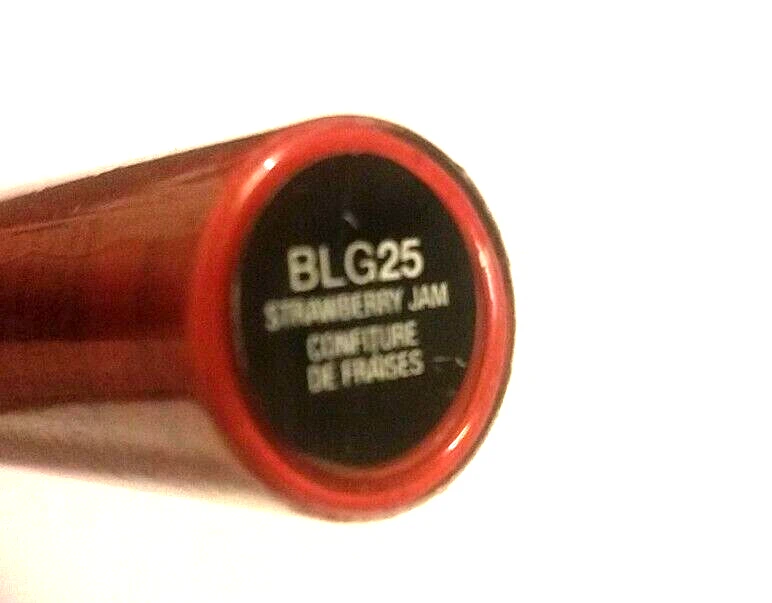 BLG25
STRAWBERRY JAM
CONFITURE
DE FRAISES